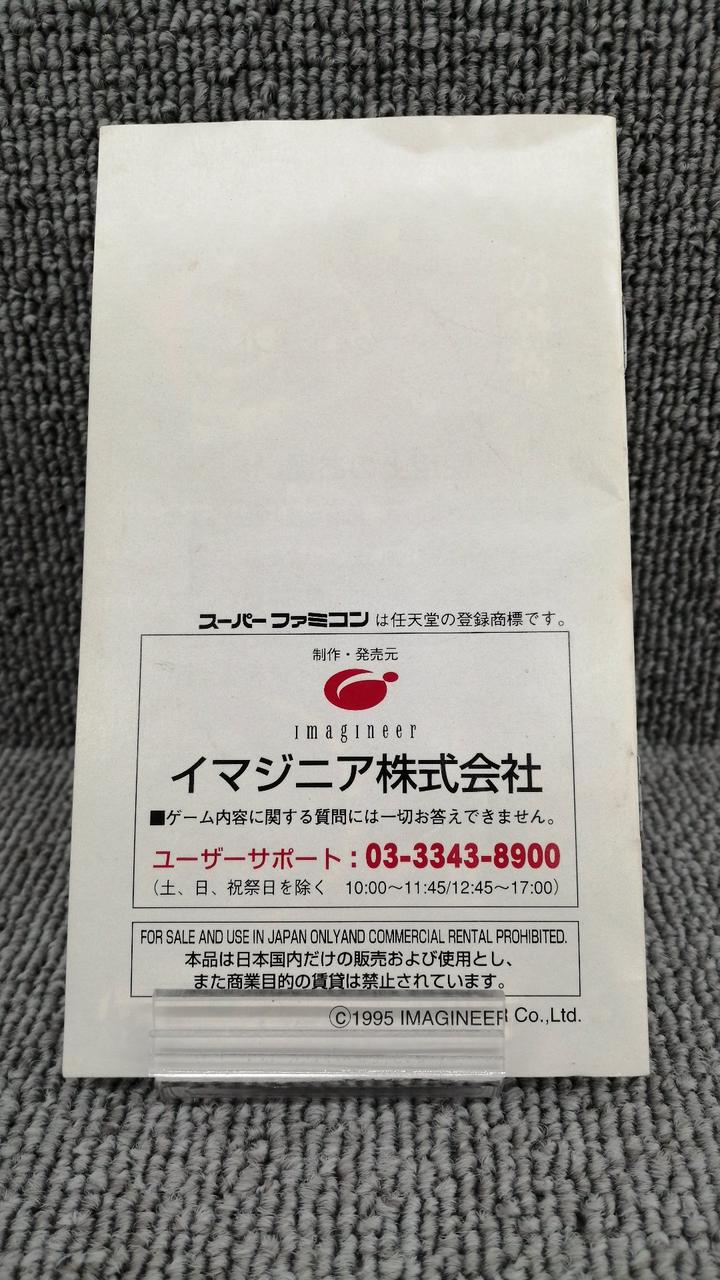 スーパーファミコンは任天堂の登録商標です。
制作・発売元
imagineer
イマジニア株式会社
■ゲーム内容に関する質問には一切お答えできません。
ユーザーサポート：03-3343-8900
（土、日、祝祭日を除く　10:00〜11:45/12:45〜17:00）
FOR SALE AND USE IN JAPAN ONLYAND COMMERCIAL RENTAL PROHIBITED.
本品は日本国内だけの販売および使用とし、
また商業目的の賃貸は禁止されています。
©1995 IMAGINEER Co.,Ltd.